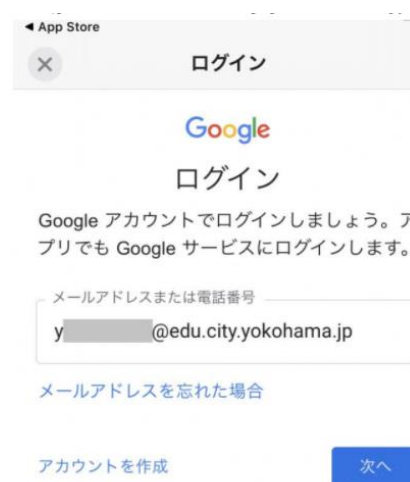 ◀ App Store
× ログイン
Google
ログイン
Google アカウントでログインしましょう。ア
プリでも Google サービスにログインします。
メールアドレスまたは電話番号
y @edu.city.yokohama.jp
メールアドレスを忘れた場合
アカウントを作成 次へ